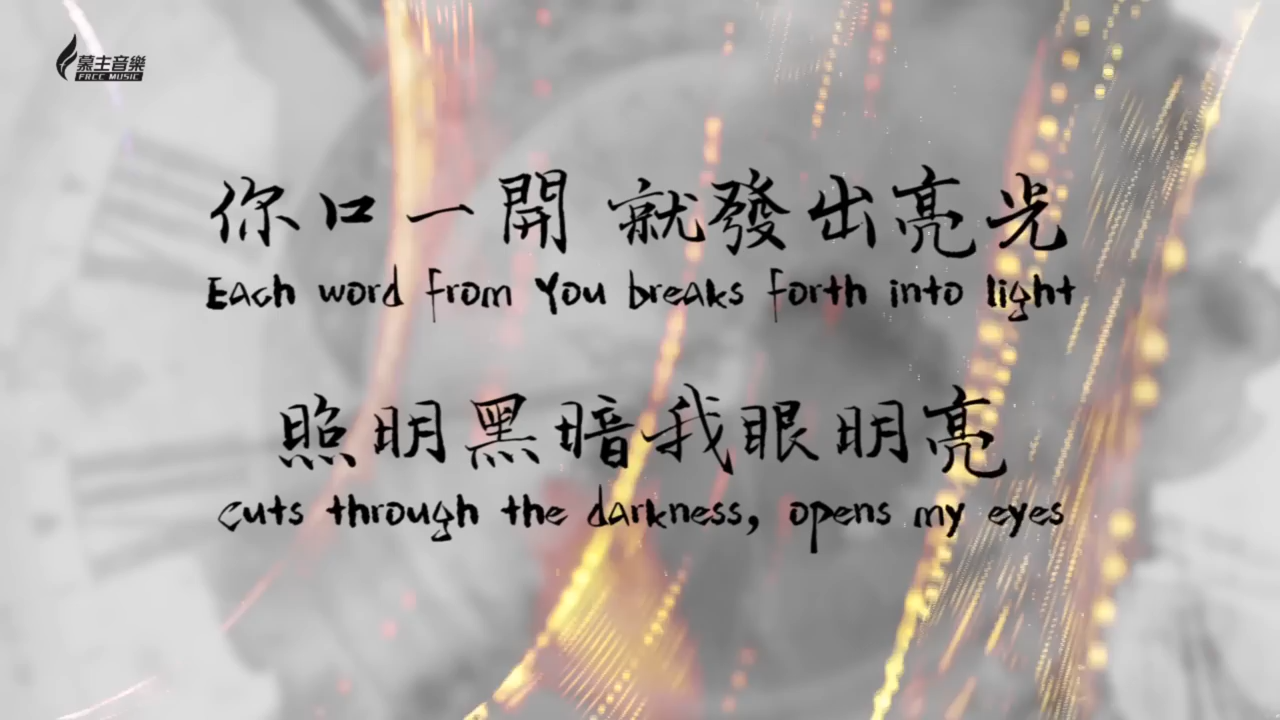 慕主音樂
FRCC MUSIC
你口一開 就發出亮光
Each word from You breaks forth into light
照明黑暗我眼明亮
cuts through the darkness, opens my eyes